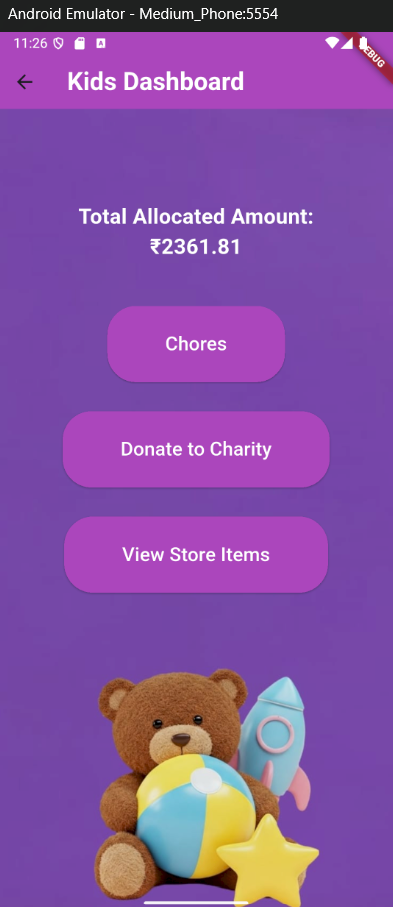 Android Emulator - Medium_Phone:5554
11:26
A
DEBUG
Kids Dashboard
Total Allocated Amount:
₹2361.81
Chores
Donate to Charity
View Store Items